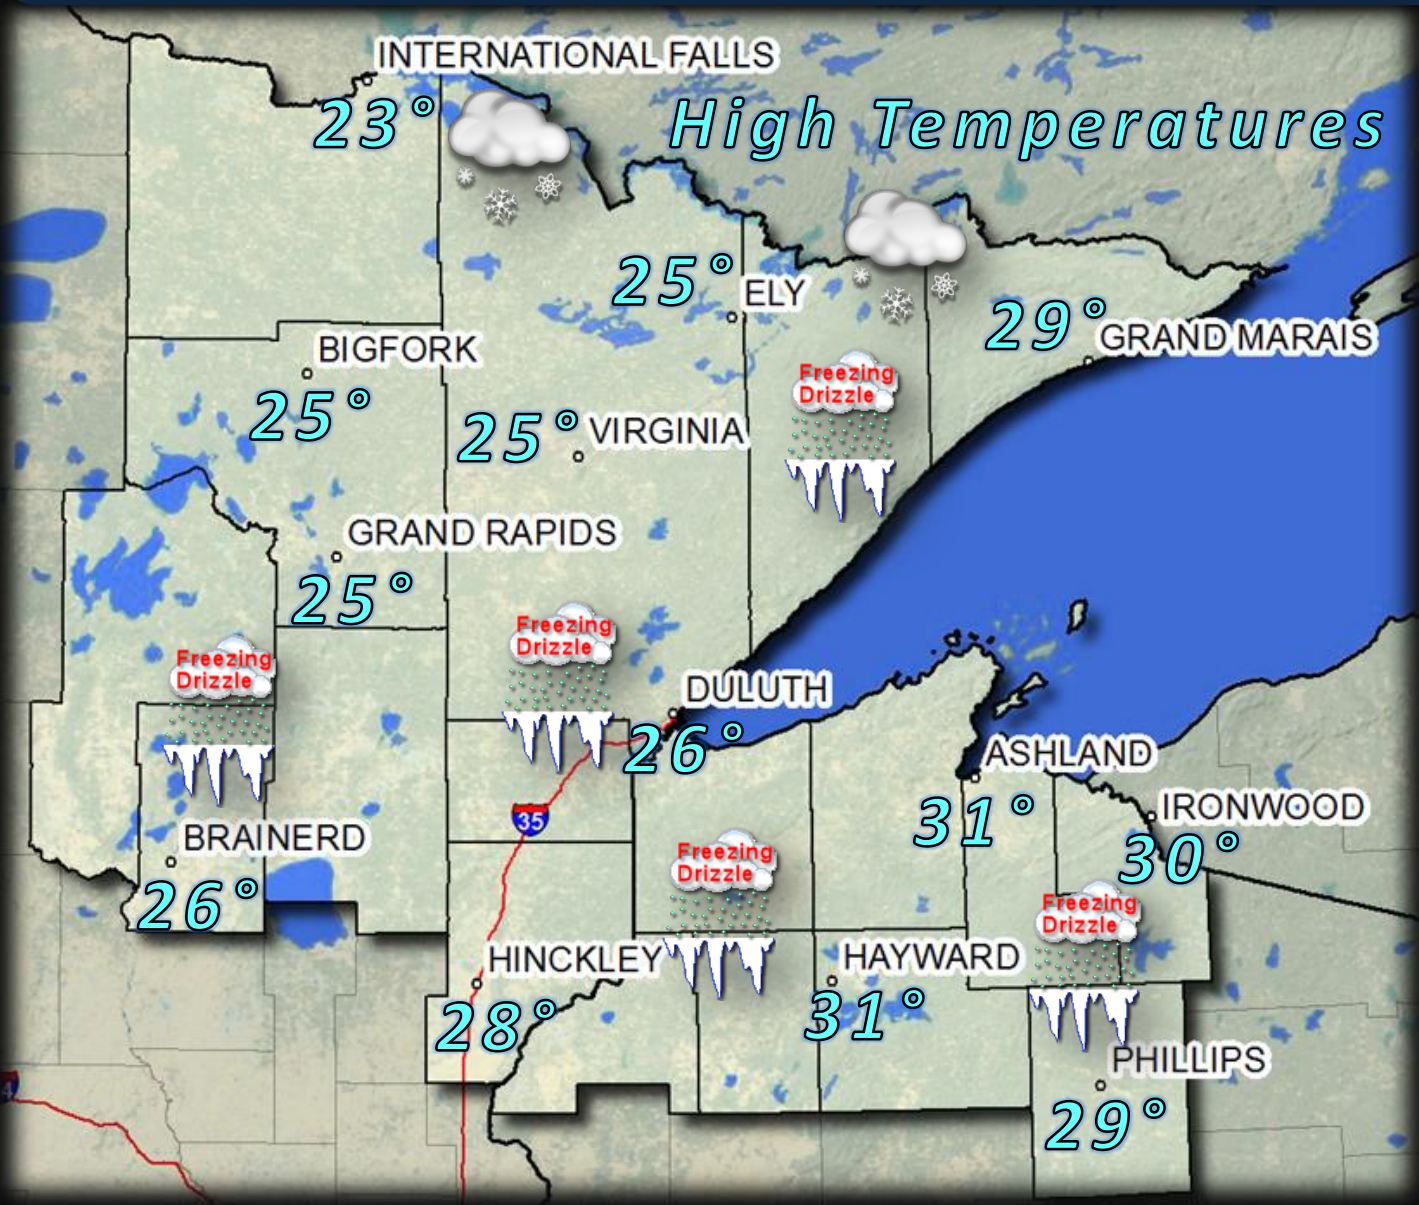 INTERNATIONAL FALLS
23°
High Temperatures
25°
ELY
29°
GRAND MARAIS
BIGFORK
25°
25°
VIRGINIA
Freezing
Drizzle
GRAND RAPIDS
25°
Freezing
Drizzle
Freezing
Drizzle
DULUTH
26°
ASHLAND
31°
IRONWOOD
30°
35
BRAINERD
26°
Freezing
Drizzle
Freezing
Drizzle
HINCKLEY
28°
HAYWARD
31°
PHILLIPS
29°
4